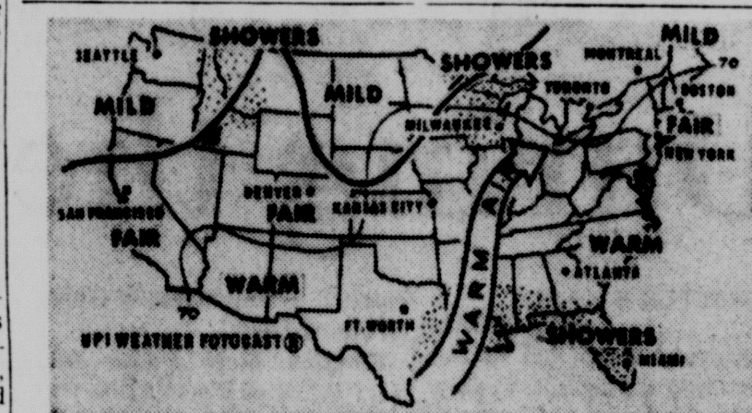 SHOWERS
MILD
SEATTLE
SHOWERS
MONTREAL
70
TORONTO
BOSTON
MILD
MILD
MILWAUKEE
FAIR
NEW YORK
DENVER
KANSAS CITY
SAN FRANCISCO
FAIR
FAIR
WARM
WARM AIR
ATLANTA
WARM
70
FT. WORTH
SHOWERS
UPI WEATHER FOTOCAST
MIAMI